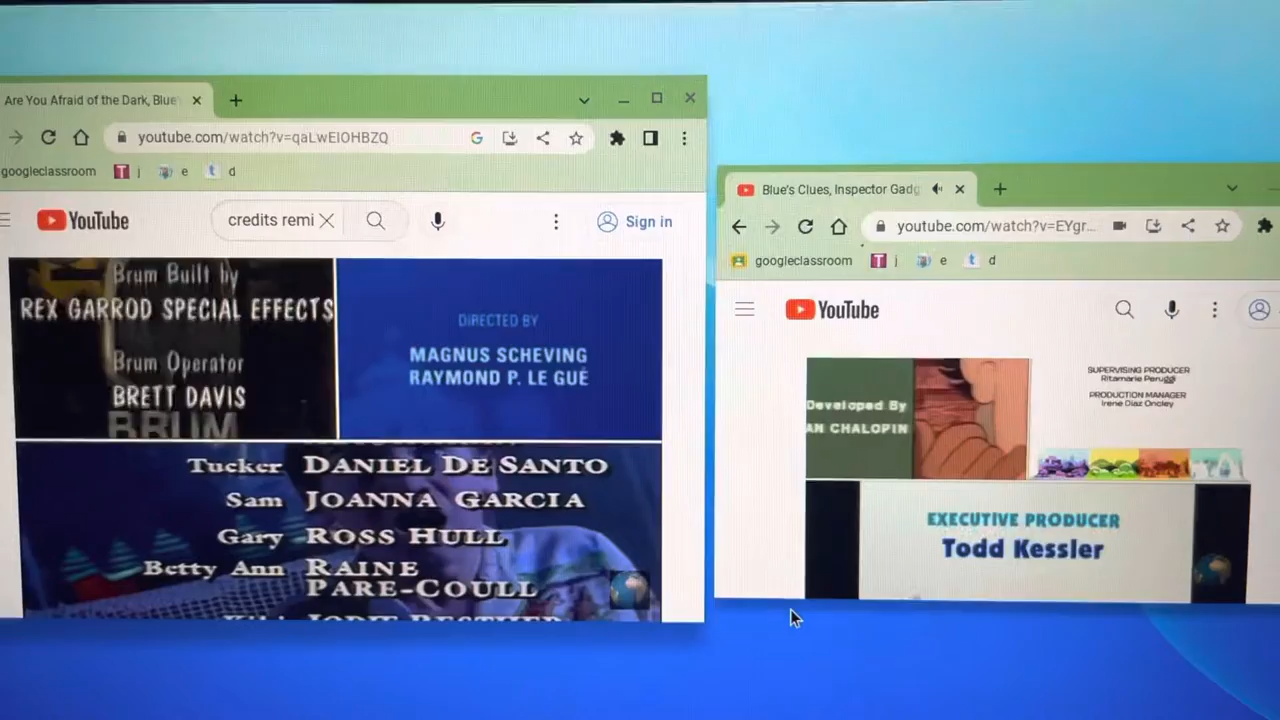 Are You Afraid of the Dark, Blue
youtube.com/watch?v=qaLwEIOHBZQ
googleclassroom
j
e
d
YouTube
credits remi
Sign in
Brum Built by
REX GARROD SPECIAL EFFECTS
Brum Operator
BRETT DAVIS
BRUM
DIRECTED BY
MAGNUS SCHEVING
RAYMOND P. LE GUÉ
Tucker DANIEL DE SANTO
Sam JOANNA GARCIA
Gary ROSS HULL
Betty Ann RAINE
PARE-COULL
Blue's Clues, Inspector Gadg
youtube.com/watch?v=EYgr...
googleclassroom
j
e
d
YouTube
Developed By
AN CHALOPIN
SUPERVISING PRODUCER
Ritamarie Peruggi
PRODUCTION MANAGER
Irene Diaz Oncley
EXECUTIVE PRODUCER
Todd Kessler